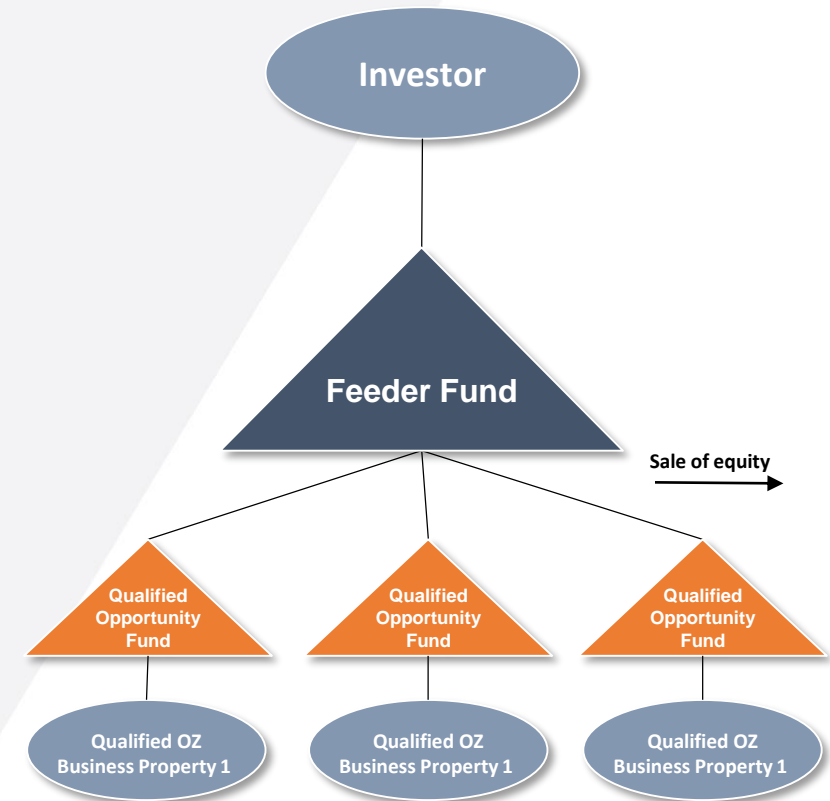 Investor
Feeder Fund
Sale of equity
Qualified
Opportunity
Fund
Qualified
Opportunity
Fund
Qualified
Opportunity
Fund
Qualified OZ
Business Property 1
Qualified OZ
Business Property 1
Qualified OZ
Business Property 1